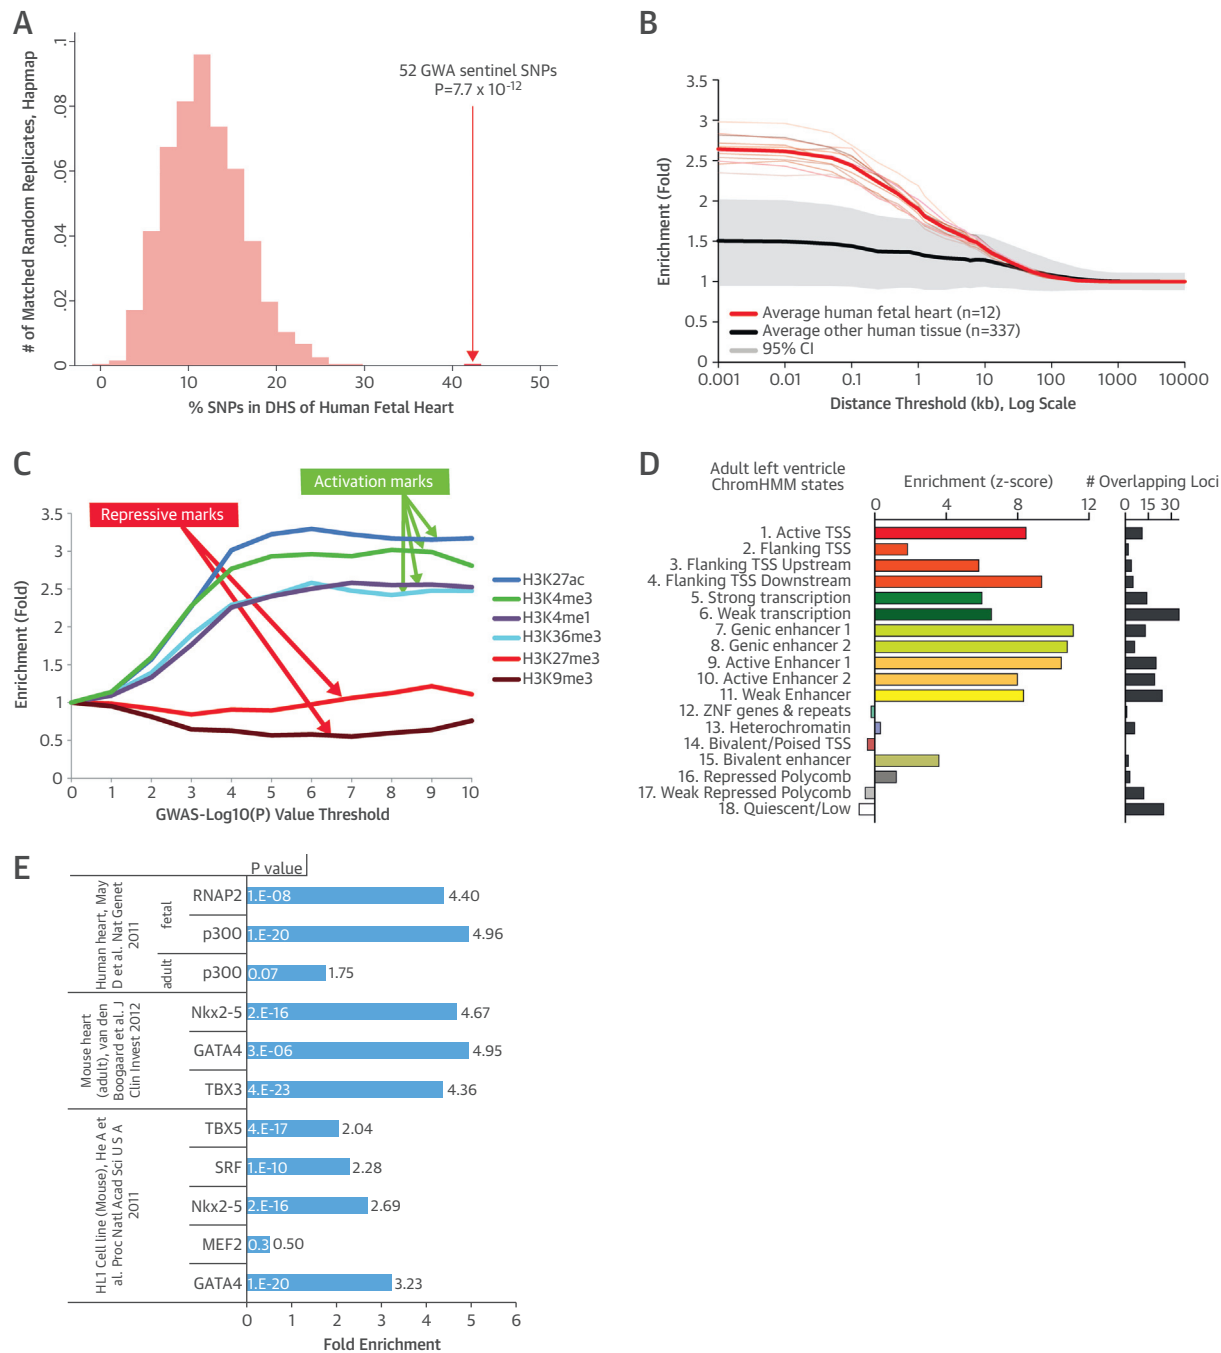 A
.1
.08
.06
.04
.02
0
# of Matched Random Replicates, Hapmap
52 GWA sentinel SNPs
P=7.7 x 10-12
0 10 20 30 40 50
% SNPs in DHS of Human Fetal Heart
B
3.5
3
2.5
2
1.5
1
0.5
0
Enrichment (Fold)
Average human fetal heart (n=12)
Average other human tissue (n=337)
95% CI
0.001 0.01 0.1 1 10 100 1000 10000
Distance Threshold (kb), Log Scale
C
Activation marks
Repressive marks
3.5
3
2.5
2
1.5
1
0.5
0
Enrichment (Fold)
H3K27ac
H3K4me3
H3K4me1
H3K36me3
H3K27me3
H3K9me3
0 1 2 3 4 5 6 7 8 9 10
GWAS-Log10(P) Value Threshold
D
Adult left ventricle
ChromHMM states
Enrichment (z-score)
# Overlapping Loci
0 4 8 12
0 15 30
1. Active TSS
2. Flanking TSS
3. Flanking TSS Upstream
4. Flanking TSS Downstream
5. Strong transcription
6. Weak transcription
7. Genic enhancer 1
8. Genic enhancer 2
9. Active Enhancer 1
10. Active Enhancer 2
11. Weak Enhancer
12. ZNF genes & repeats
13. Heterochromatin
14. Bivalent/Poised TSS
15. Bivalent enhancer
16. Repressed Polycomb
17. Weak Repressed Polycomb
18. Quiescent/Low
E
P value
Human heart, May
D et al. Nat Genet
2011
fetal
RNAP2 1.E-08 4.40
p300 1.E-20 4.96
adult
p300 0.07 1.75
Mouse heart
(adult), van den
Boogaard et al. J
Clin Invest 2012
Nkx2-5 2.E-16 4.67
GATA4 3.E-06 4.95
TBX3 4.E-23 4.36
HL1 Cell line (Mouse), He A et
al. Proc Natl Acad Sci U S A
2011
TBX5 4.E-17 2.04
SRF 1.E-10 2.28
Nkx2-5 2.E-16 2.69
MEF2 0.3 0.50
GATA4 1.E-20 3.23
0 1 2 3 4 5 6
Fold Enrichment